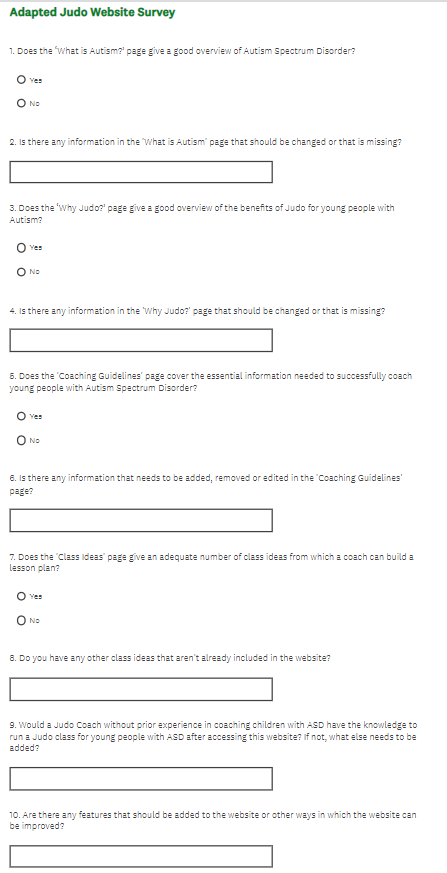 Adapted Judo Website Survey
1. Does the 'What is Autism?' page give a good overview of Autism Spectrum Disorder?
Yes
No
2. Is there any information in the 'What is Autism' page that should be changed or that is missing?
3. Does the 'Why Judo?' page give a good overview of the benefits of Judo for young people with
Autism?
Yes
No
4. Is there any information in the 'Why Judo?' page that should be changed or that is missing?
5. Does the 'Coaching Guidelines' page cover the essential information needed to successfully coach
young people with Autism Spectrum Disorder?
Yes
No
6. Is there any information that needs to be added, removed or edited in the 'Coaching Guidelines'
page?
7. Does the 'Class Ideas' page give an adequate number of class ideas from which a coach can build a
lesson plan?
Yes
No
8. Do you have any other class ideas that aren't already included in the website?
9. Would a Judo Coach without prior experience in coaching children with ASD have the knowledge to
run a Judo class for young people with ASD after accessing this website? If not, what else needs to be
added?
10. Are there any features that should be added to the website or other ways in which the website can
be improved?